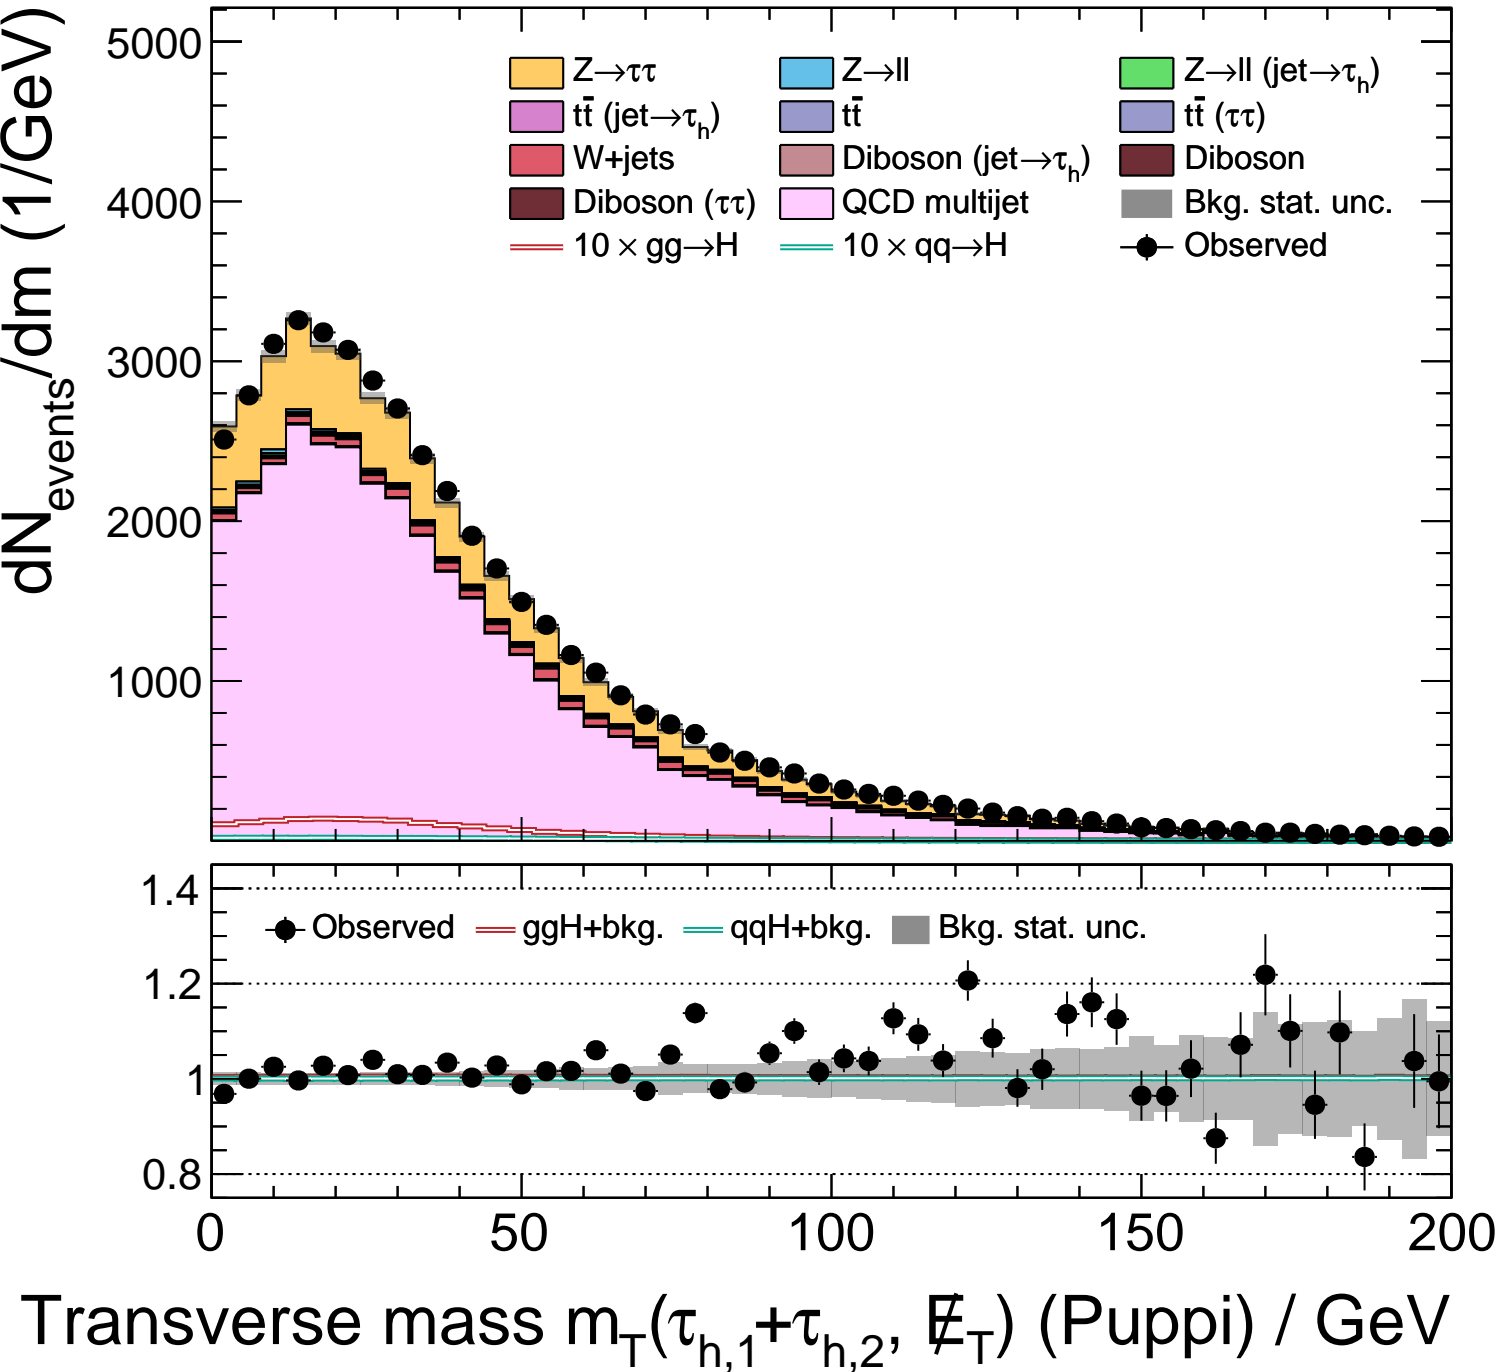 dN_events/dm (1/GeV)
5000
4000
3000
2000
1000
Z→ττ Z→ll Z→ll (jet→τ_h)
tt̄ (jet→τ_h) tt̄ tt̄ (ττ)
W+jets Diboson (jet→τ_h) Diboson
Diboson (ττ) QCD multijet Bkg. stat. unc.
10 × gg→H 10 × qq→H Observed
1.4
1.2
1
0.8
Observed ggH+bkg. qqH+bkg. Bkg. stat. unc.
0 50 100 150 200
Transverse mass m_T(τ_h,1+τ_h,2, E̸_T) (Puppi) / GeV